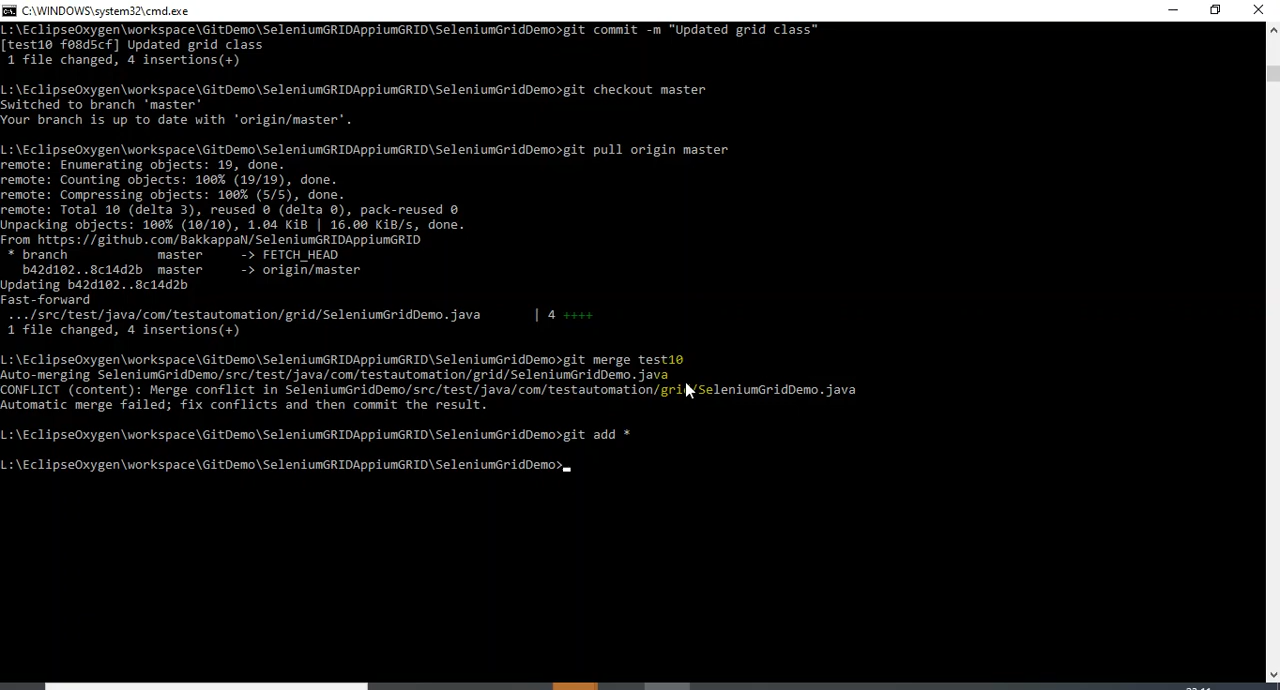 C:\WINDOWS\system32\cmd.exe
L:\EclipseOxygen\workspace\GitDemo\SeleniumGRIDAppiumGRID\SeleniumGridDemo>git commit -m "Updated grid class"
[test10 f08d5cf] Updated grid class
1 file changed, 4 insertions(+)
L:\EclipseOxygen\workspace\GitDemo\SeleniumGRIDAppiumGRID\SeleniumGridDemo>git checkout master
Switched to branch 'master'
Your branch is up to date with 'origin/master'.
L:\EclipseOxygen\workspace\GitDemo\SeleniumGRIDAppiumGRID\SeleniumGridDemo>git pull origin master
remote: Enumerating objects: 19, done.
remote: Counting objects: 100% (19/19), done.
remote: Compressing objects: 100% (5/5), done.
remote: Total 10 (delta 3), reused 0 (delta 0), pack-reused 0
Unpacking objects: 100% (10/10), 1.04 KiB | 16.00 KiB/s, done.
From https://github.com/BakkappaN/SeleniumGRIDAppiumGRID
* branch            master     -> FETCH_HEAD
b42d102..8c14d2b  master     -> origin/master
Updating b42d102..8c14d2b
Fast-forward
.../src/test/java/com/testautomation/grid/SeleniumGridDemo.java       | 4 ++++
1 file changed, 4 insertions(+)
L:\EclipseOxygen\workspace\GitDemo\SeleniumGRIDAppiumGRID\SeleniumGridDemo>git merge test10
Auto-merging SeleniumGridDemo/src/test/java/com/testautomation/grid/SeleniumGridDemo.java
CONFLICT (content): Merge conflict in SeleniumGridDemo/src/test/java/com/testautomation/grid/SeleniumGridDemo.java
Automatic merge failed; fix conflicts and then commit the result.
L:\EclipseOxygen\workspace\GitDemo\SeleniumGRIDAppiumGRID\SeleniumGridDemo>git add *
L:\EclipseOxygen\workspace\GitDemo\SeleniumGRIDAppiumGRID\SeleniumGridDemo>